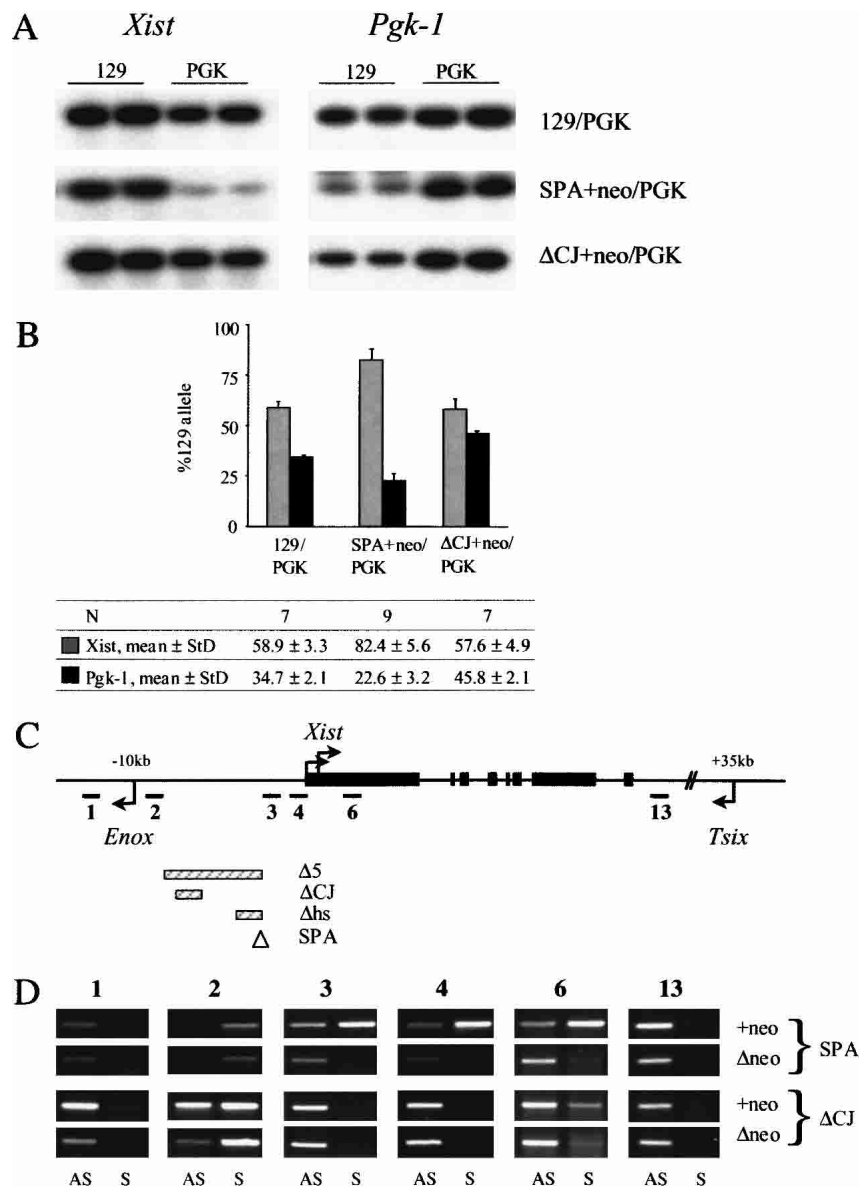 A
Xist Pgk-1
129 PGK 129 PGK
129/PGK
SPA+neo/PGK
ΔCJ+neo/PGK
B
100
75
50
25
0
%129 allele
129/ PGK
SPA+neo/ PGK
ΔCJ+neo/ PGK
N 7 9 7
Xist, mean ± StD 58.9 ± 3.3 82.4 ± 5.6 57.6 ± 4.9
Pgk-1, mean ± StD 34.7 ± 2.1 22.6 ± 3.2 45.8 ± 2.1
C
Xist
-10kb +35kb
1 2 3 4 6 13
Enox Tsix
Δ5
ΔCJ
Δhs
SPA
D
1 2 3 4 6 13
+neo
Δneo
SPA
+neo
Δneo
ΔCJ
AS S AS S AS S AS S AS S AS S